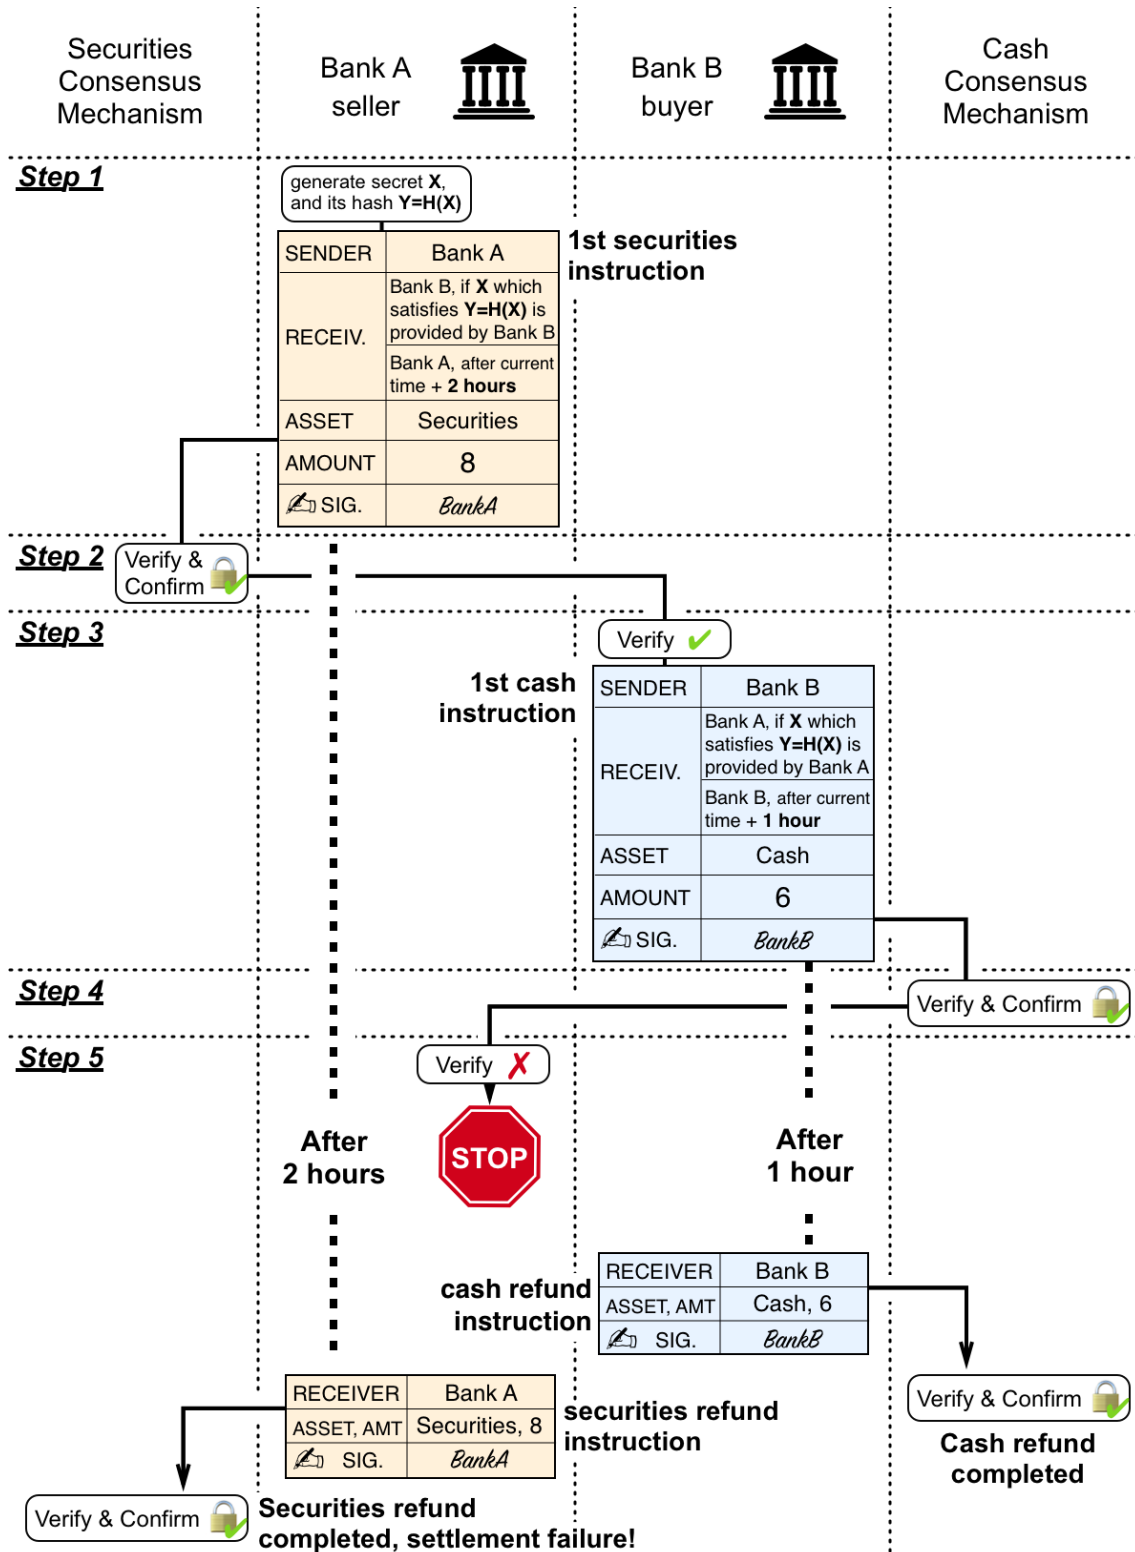 Securities
Consensus
Mechanism
Bank A
seller
Bank B
buyer
Cash
Consensus
Mechanism
Step 1
generate secret X,
and its hash Y=H(X)
1st securities
instruction
SENDER
Bank A
RECEIV.
Bank B, if X which
satisfies Y=H(X) is
provided by Bank B
Bank A, after current
time + 2 hours
ASSET
Securities
AMOUNT
8
SIG.
BankA
Step 2
Verify &
Confirm
Step 3
Verify
1st cash
instruction
SENDER
Bank B
RECEIV.
Bank A, if X which
satisfies Y=H(X) is
provided by Bank A
Bank B, after current
time + 1 hour
ASSET
Cash
AMOUNT
6
SIG.
BankB
Step 4
Verify & Confirm
Step 5
Verify
STOP
After
2 hours
After
1 hour
cash refund
instruction
RECEIVER
Bank B
ASSET, AMT
Cash, 6
SIG.
BankB
Verify & Confirm
Cash refund
completed
RECEIVER
Bank A
ASSET, AMT
Securities, 8
SIG.
BankA
securities refund
instruction
Verify & Confirm
Securities refund
completed, settlement failure!